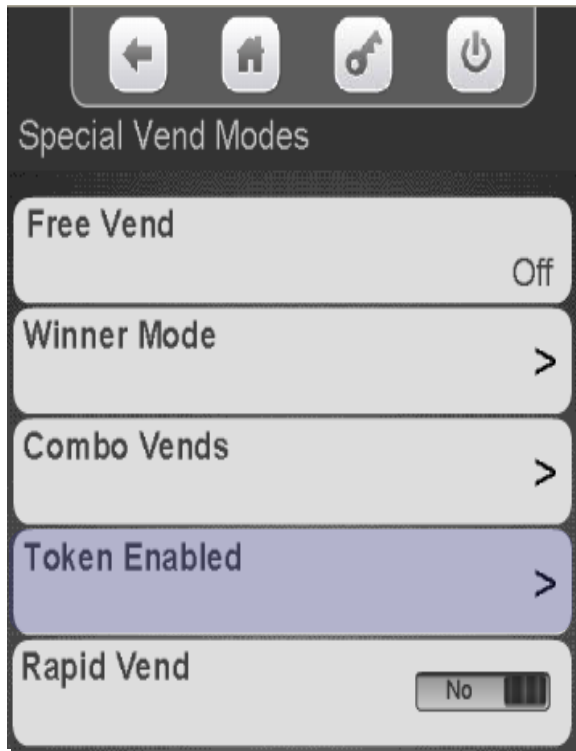 Special Vend Modes
Free Vend
Off
Winner Mode
>
Combo Vends
>
Token Enabled
>
Rapid Vend
No